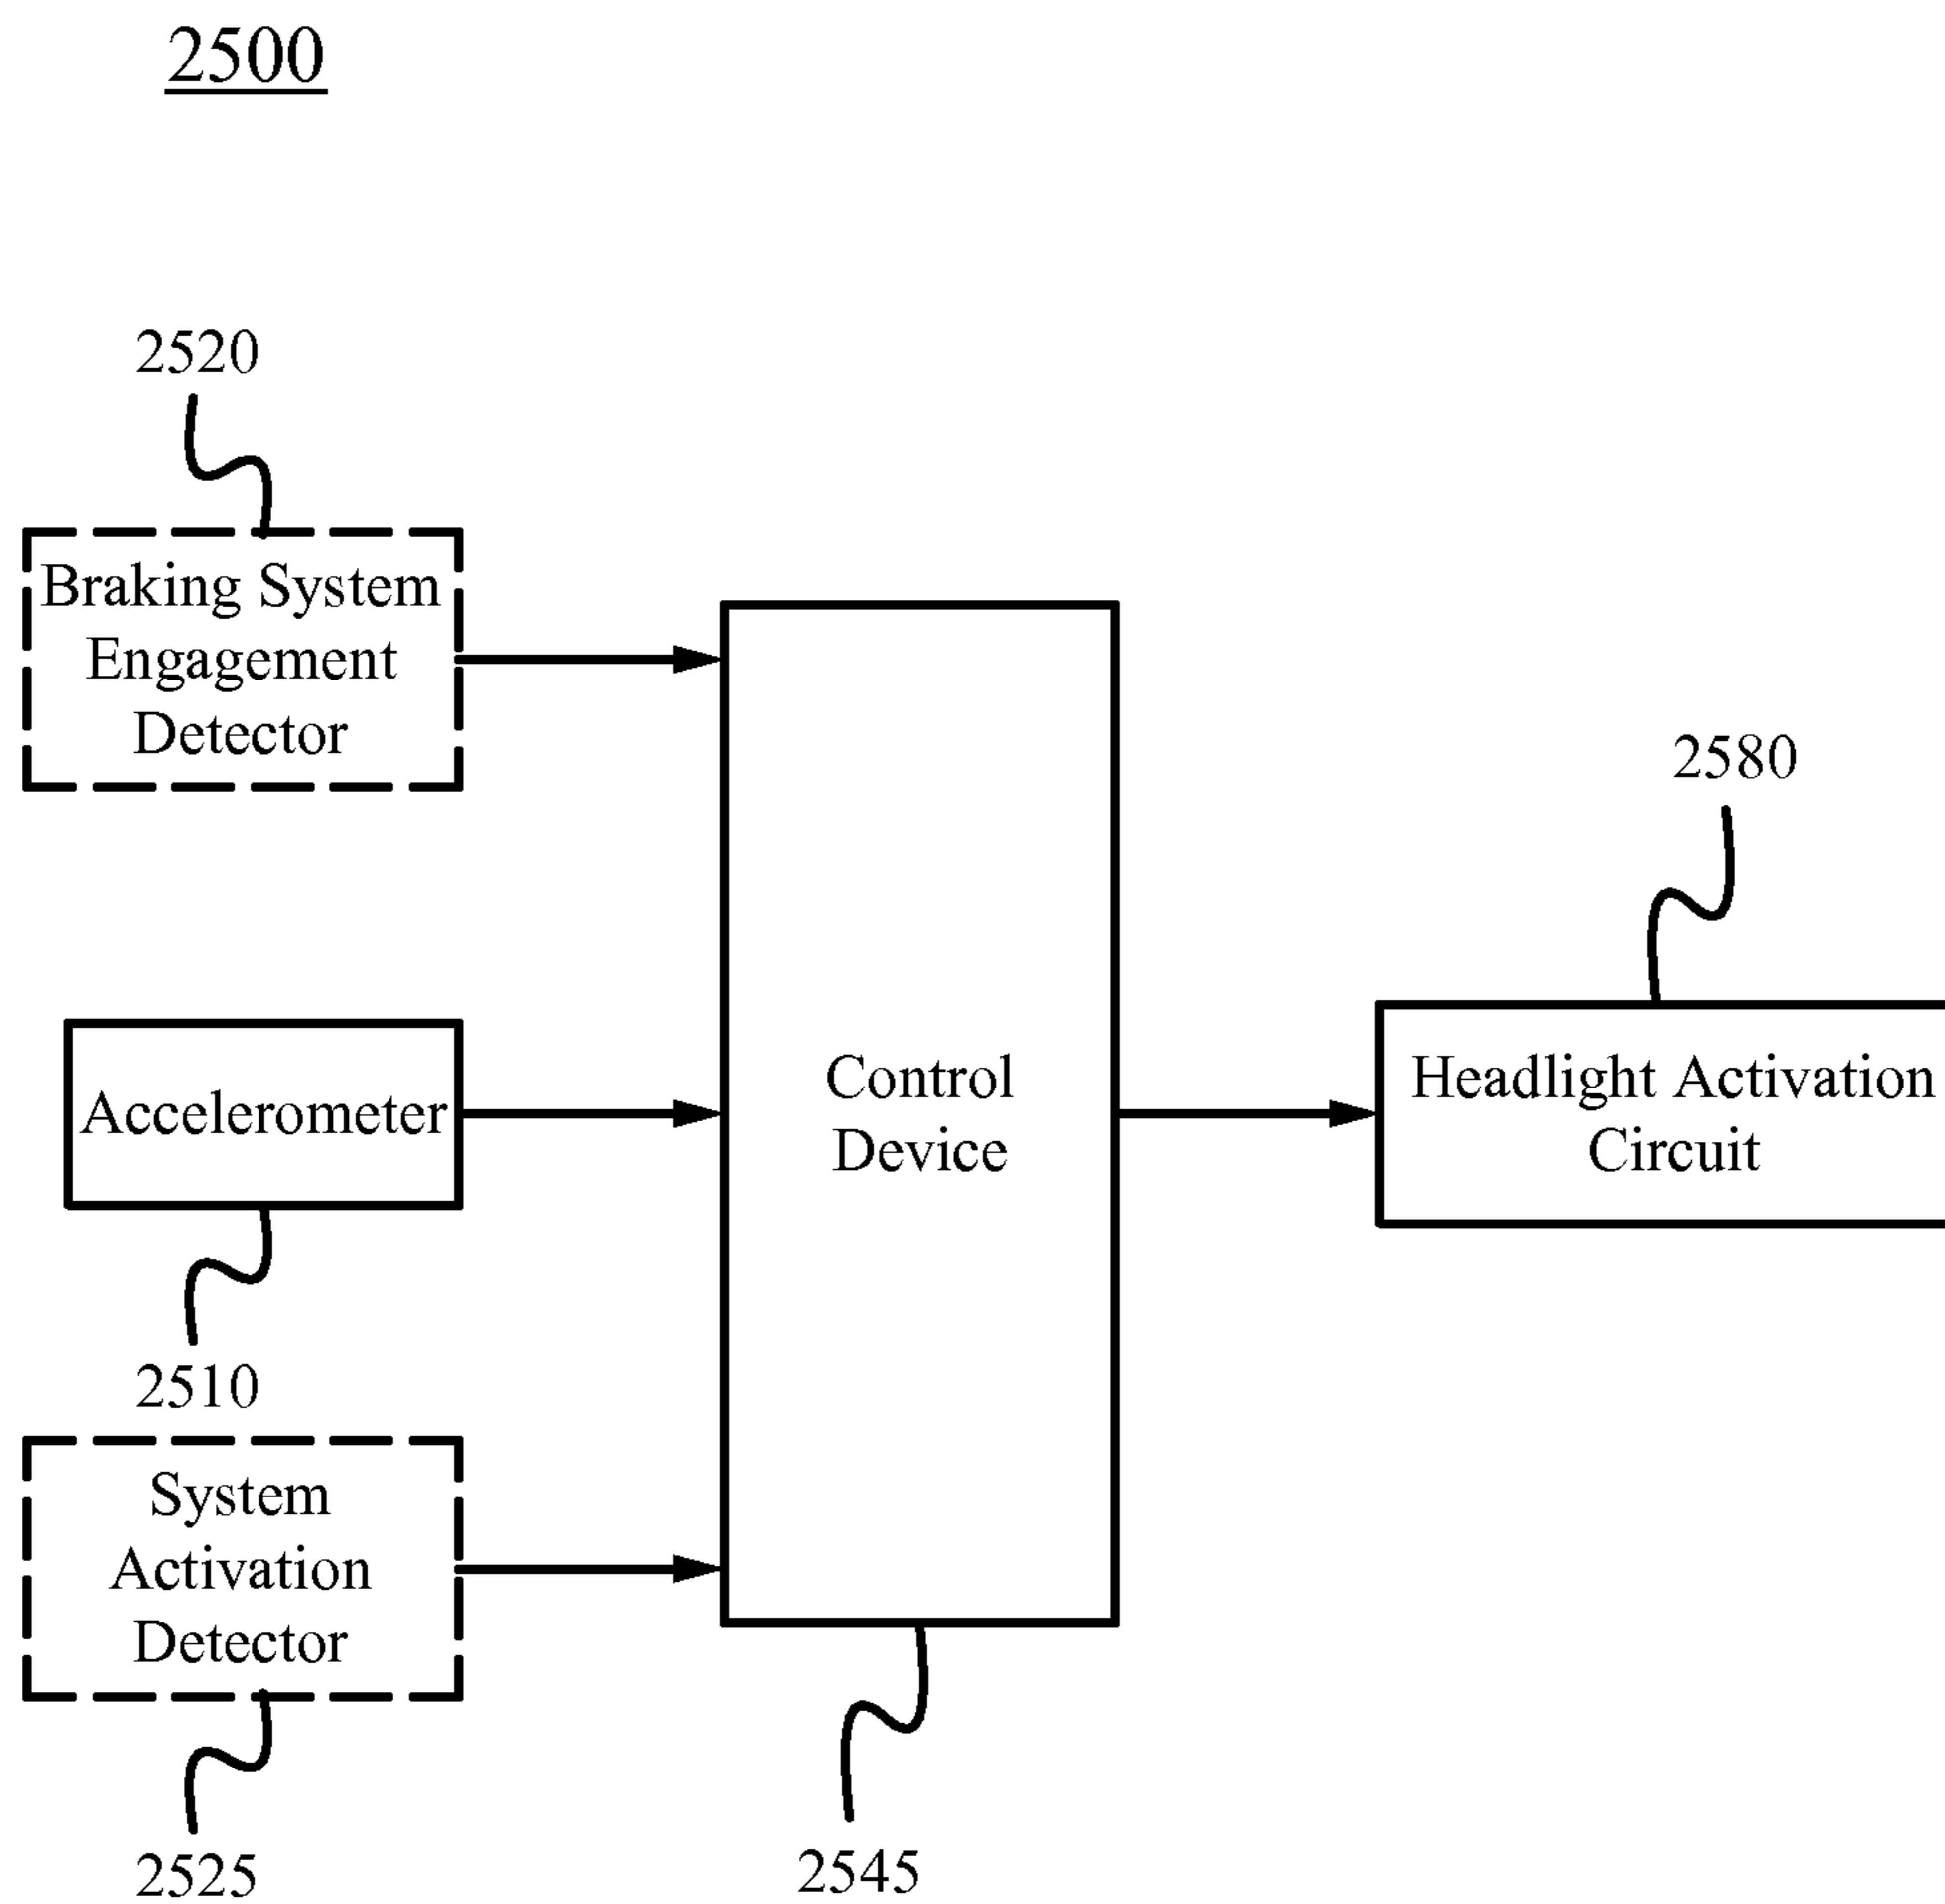 2500
2520
Braking System
Engagement
Detector
2580
Accelerometer
Control
Device
Headlight Activation
Circuit
2510
System
Activation
Detector
2525
2545